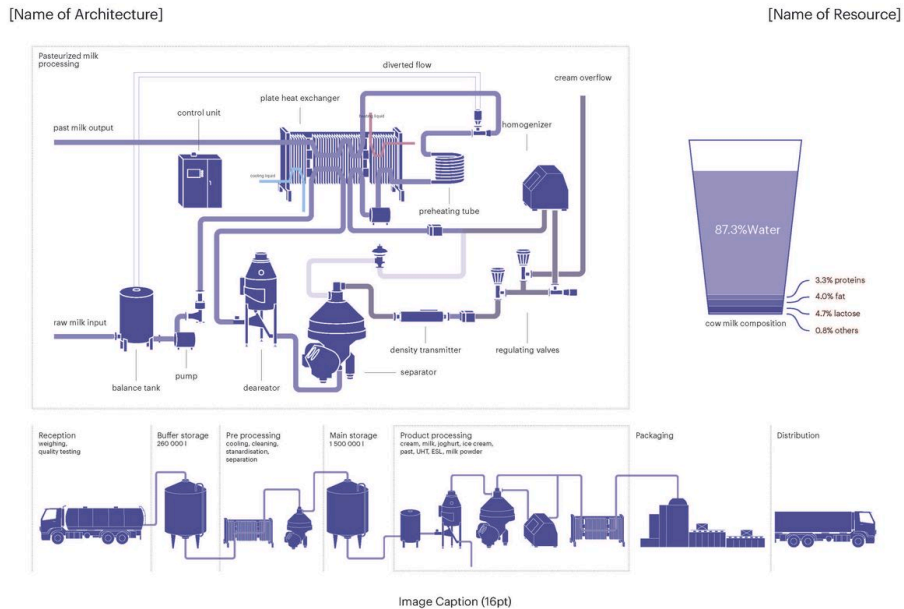 [Name of Architecture]
[Name of Resource]
Pasteurized milk
processing
diverted flow
cream overflow
plate heat exchanger
control unit
past milk output
homogenizer
cooling liquid
preheating tube
87.3%Water
3.3% proteins
4.0% fat
4.7% lactose
0.8% others
cow milk composition
raw milk input
balance tank
pump
deareator
separator
density transmitter
regulating valves
Reception
weighing,
quality testing
Buffer storage
260 000 l
Pre processing
cooling, cleaning,
stanardisation,
separation
Main storage
1 500 000 l
Product processing
cream, milk, joghurt, ice cream,
past, UHT, ESL, milk powder
Packaging
Distribution
Image Caption (16pt)